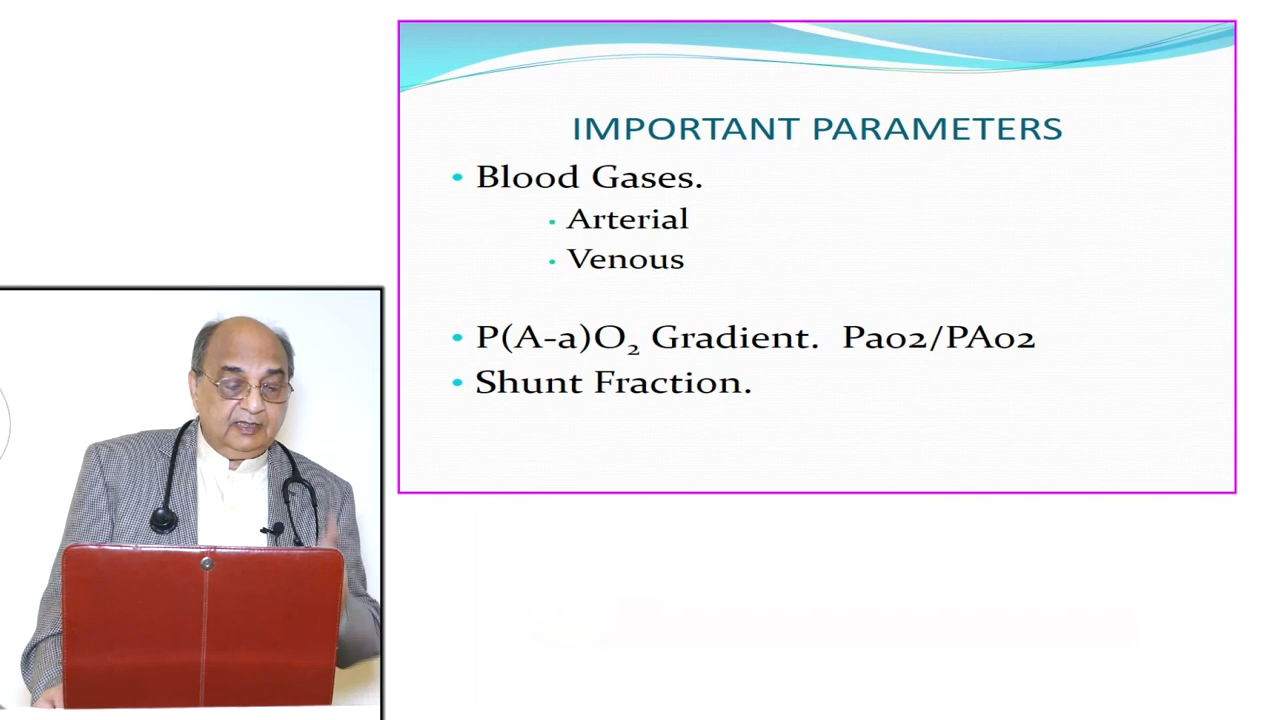 IMPORTANT PARAMETERS
• Blood Gases.
• Arterial
• Venous
• P(A-a)O₂ Gradient. Pao2/PAo2
• Shunt Fraction.